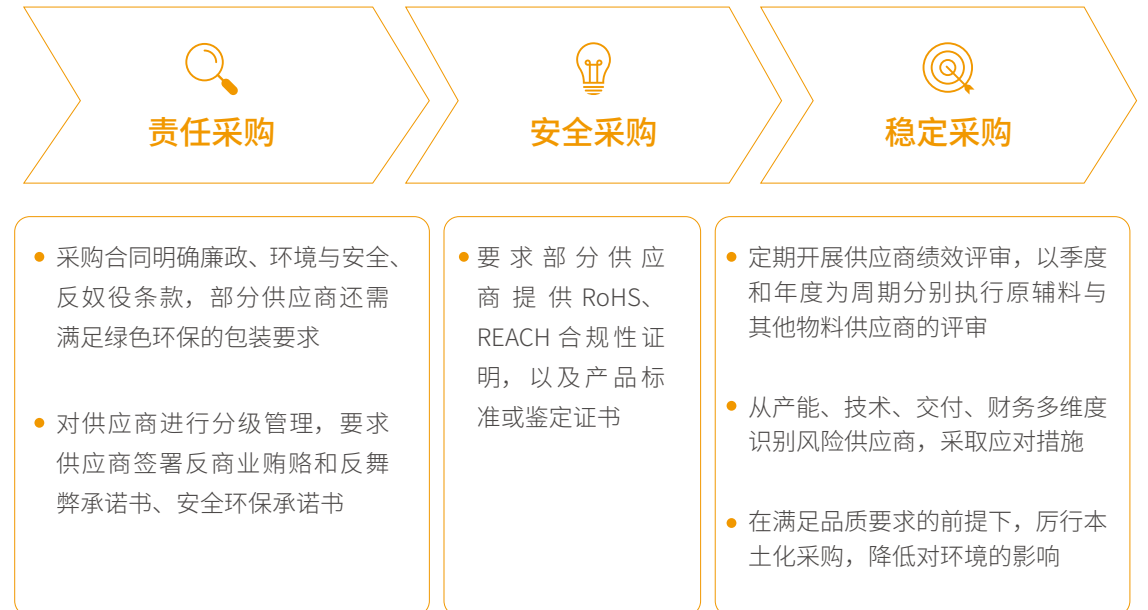 责任采购
安全采购
稳定采购
采购合同明确廉政、环境与安全、
反奴役条款，部分供应商还需
满足绿色环保的包装要求
对供应商进行分级管理，要求
供应商签署反商业贿赂和反舞
弊承诺书、安全环保承诺书
要求部分供应
商提供 RoHS、
REACH 合规性证
明，以及产品标
准或鉴定证书
定期开展供应商绩效评审，以季度
和年度为周期分别执行原辅料与
其他物料供应商的评审
从产能、技术、交付、财务多维度
识别风险供应商，采取应对措施
在满足品质要求的前提下，厉行本
土化采购，降低对环境的影响